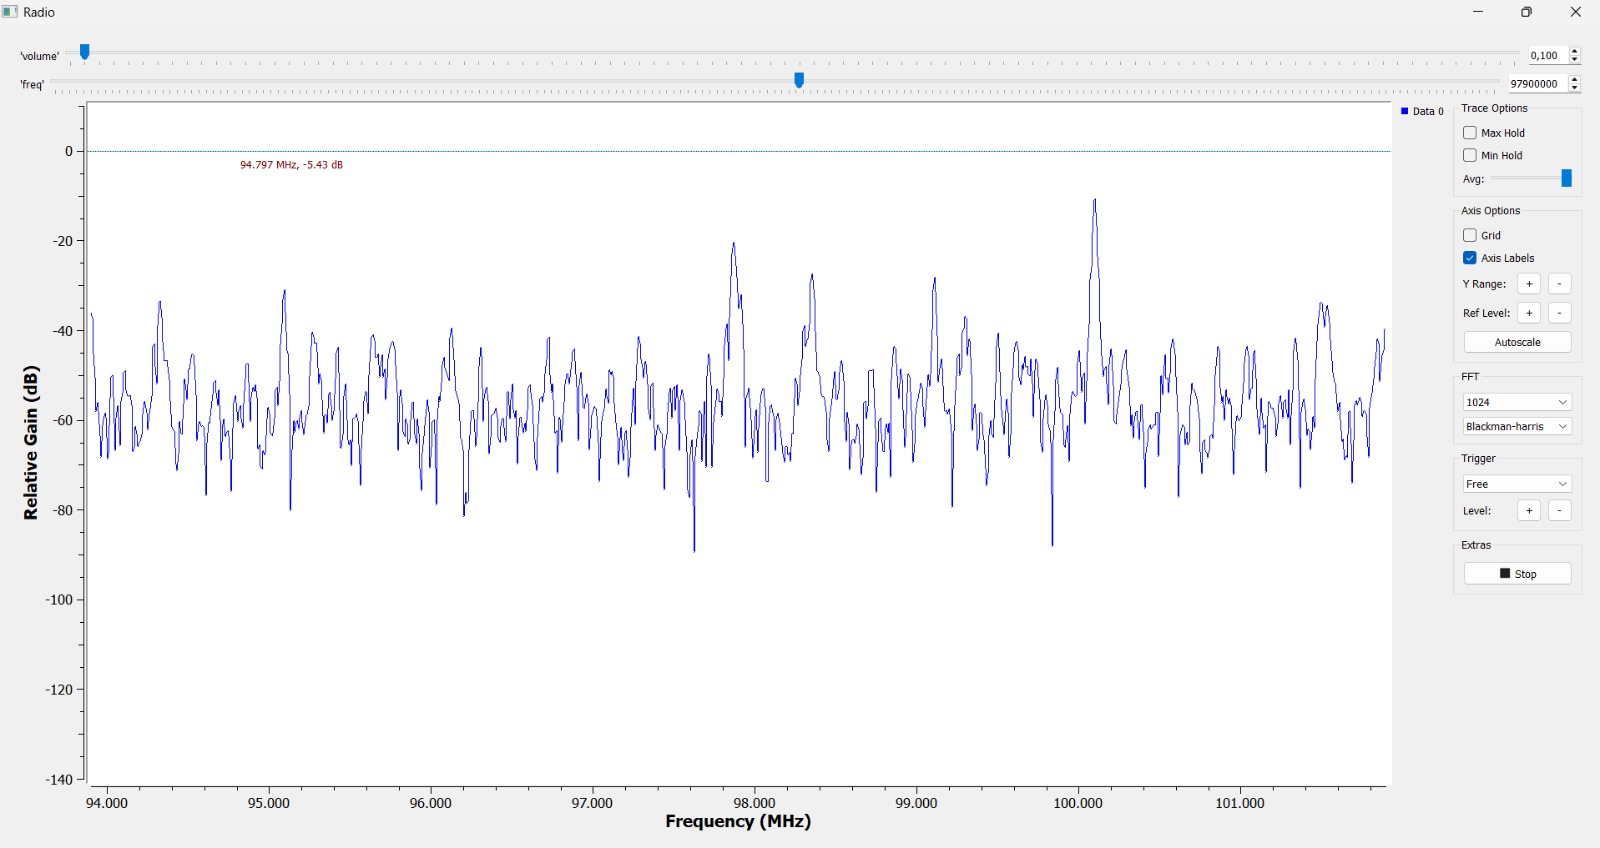 Radio
'volume'
0,100
'freq'
97900000
Data 0
94.797 MHz, -5.43 dB
0
-20
-40
-60
-80
-100
-120
-140
Relative Gain (dB)
94.000 95.000 96.000 97.000 98.000 99.000 100.000 101.000
Frequency (MHz)
Trace Options
Max Hold
Min Hold
Avg:
Axis Options
Grid
Axis Labels
Y Range: + -
Ref Level: + -
Autoscale
FFT
1024
Blackman-harris
Trigger
Free
Level: + -
Extras
Stop